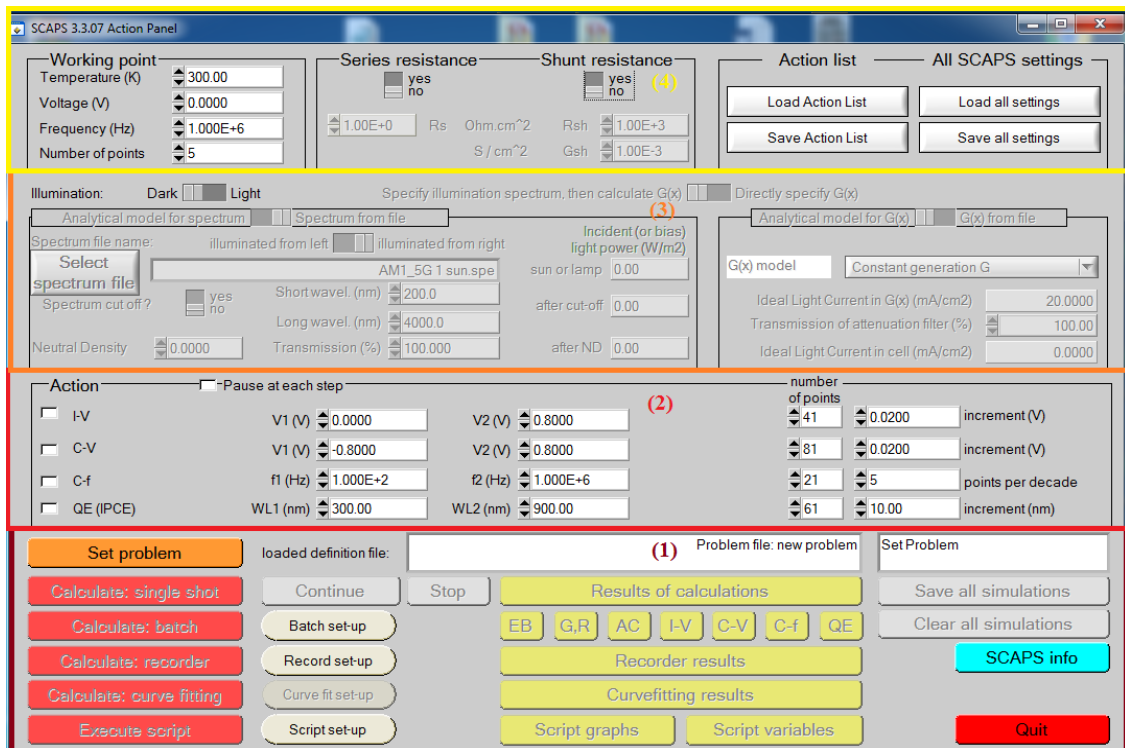 SCAPS 3.3.07 Action Panel
Working point
Temperature (K) 300.00
Voltage (V) 0.0000
Frequency (Hz) 1.000E+6
Number of points 5
Series resistance Shunt resistance
yes yes
no no
(4)
1.00E+0 Rs Ohm.cm^2 Rsh 1.00E+3
S / cm^2 Gsh 1.00E-3
Action list All SCAPS settings
Load Action List Load all settings
Save Action List Save all settings
Illumination: Dark Light Specify illumination spectrum, then calculate G(x) Directly specify G(x)
(3)
Analytical model for spectrum Spectrum from file
Spectrum file name: illuminated from left illuminated from right
Incident (or bias)
light power (W/m2)
Select
spectrum file
AM1_5G 1 sun.spe
sun or lamp 0.00
Spectrum cut off ? yes
no
Short wavel. (nm) 200.0
after cut-off 0.00
Long wavel. (nm) 4000.0
Neutral Density 0.0000 Transmission (%) 100.000 after ND 0.00
Analytical model for G(x) G(x) from file
G(x) model Constant generation G
Ideal Light Current in G(x) (mA/cm2) 20.0000
Transmission of attenuation filter (%) 100.00
Ideal Light Current in cell (mA/cm2) 0.0000
Action Pause at each step
number
of points
(2)
I-V V1 (V) 0.0000 V2 (V) 0.8000 41 0.0200 increment (V)
C-V V1 (V) -0.8000 V2 (V) 0.8000 81 0.0200 increment (V)
C-f f1 (Hz) 1.000E+2 f2 (Hz) 1.000E+6 21 5 points per decade
QE (IPCE) WL1 (nm) 300.00 WL2 (nm) 900.00 61 10.00 increment (nm)
Set problem loaded definition file: (1) Problem file: new problem Set Problem
Calculate: single shot Continue Stop Results of calculations Save all simulations
Calculate: batch Batch set-up EB G,R AC I-V C-V C-f QE Clear all simulations
Calculate: recorder Record set-up Recorder results SCAPS info
Calculate: curve fitting Curve fit set-up Curvefitting results
Execute script Script set-up Script graphs Script variables Quit